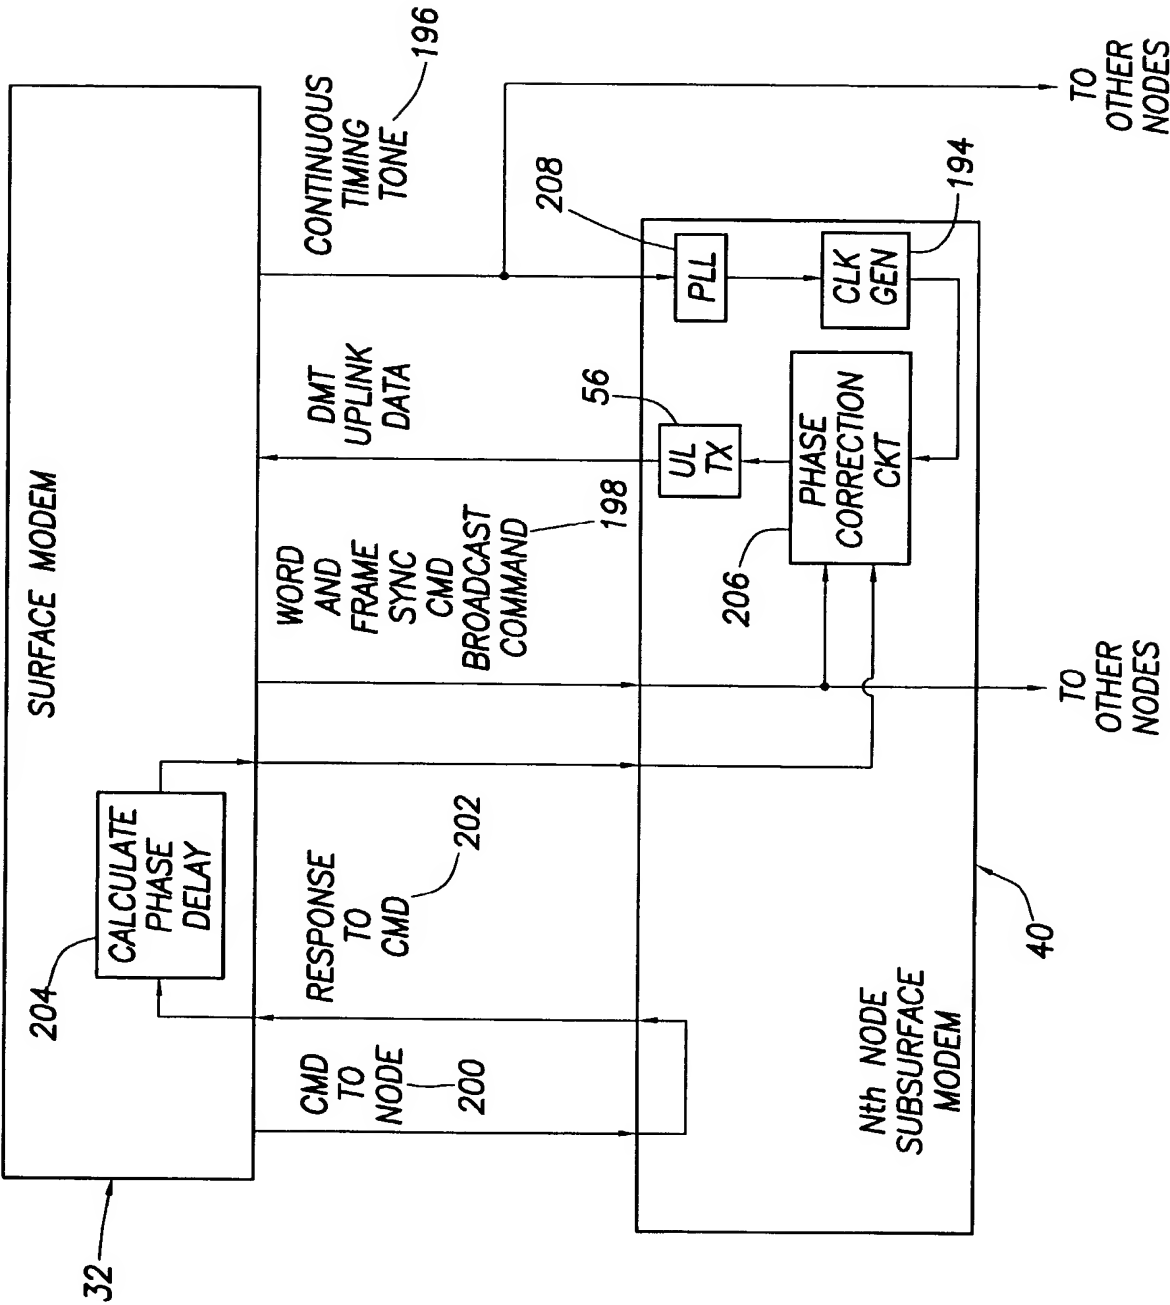 32
SURFACE MODEM
204
CALCULATE
PHASE
DELAY
CMD
TO
NODE
200
RESPONSE
TO
CMD
202
WORD
AND
FRAME
SYNC
CMD
BROADCAST
COMMAND
198
DMT
UPLINK
DATA
CONTINUOUS
TIMING
TONE
196
Nth NODE
SUBSURFACE
MODEM
40
206
PHASE
CORRECTION
CKT
UL
TX
56
PLL
208
CLK
GEN
194
TO
OTHER
NODES
TO
OTHER
NODES